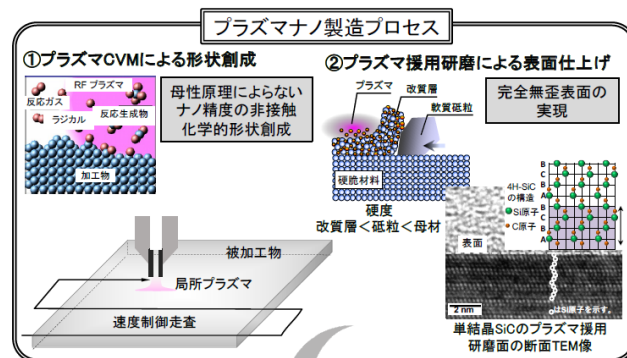 プラズマナノ製造プロセス
①プラズマCVMによる形状創成
RF プラズマ
反応ガス
ラジカル
反応生成物
加工物
母性原理によらない
ナノ精度の非接触
化学的形状創成
被加工物
局所プラズマ
速度制御走査
②プラズマ援用研磨による表面仕上げ
プラズマ
改質層
軟質砥粒
硬脆材料
硬度
改質層<砥粒<母材
完全無歪表面の
実現
4H-SiC
の構造
Si原子
C原子
B
C
B
A
B
C
B
A
表面
2 nm
はSi原子を示す。
単結晶SiCのプラズマ援用
研磨面の断面TEM像